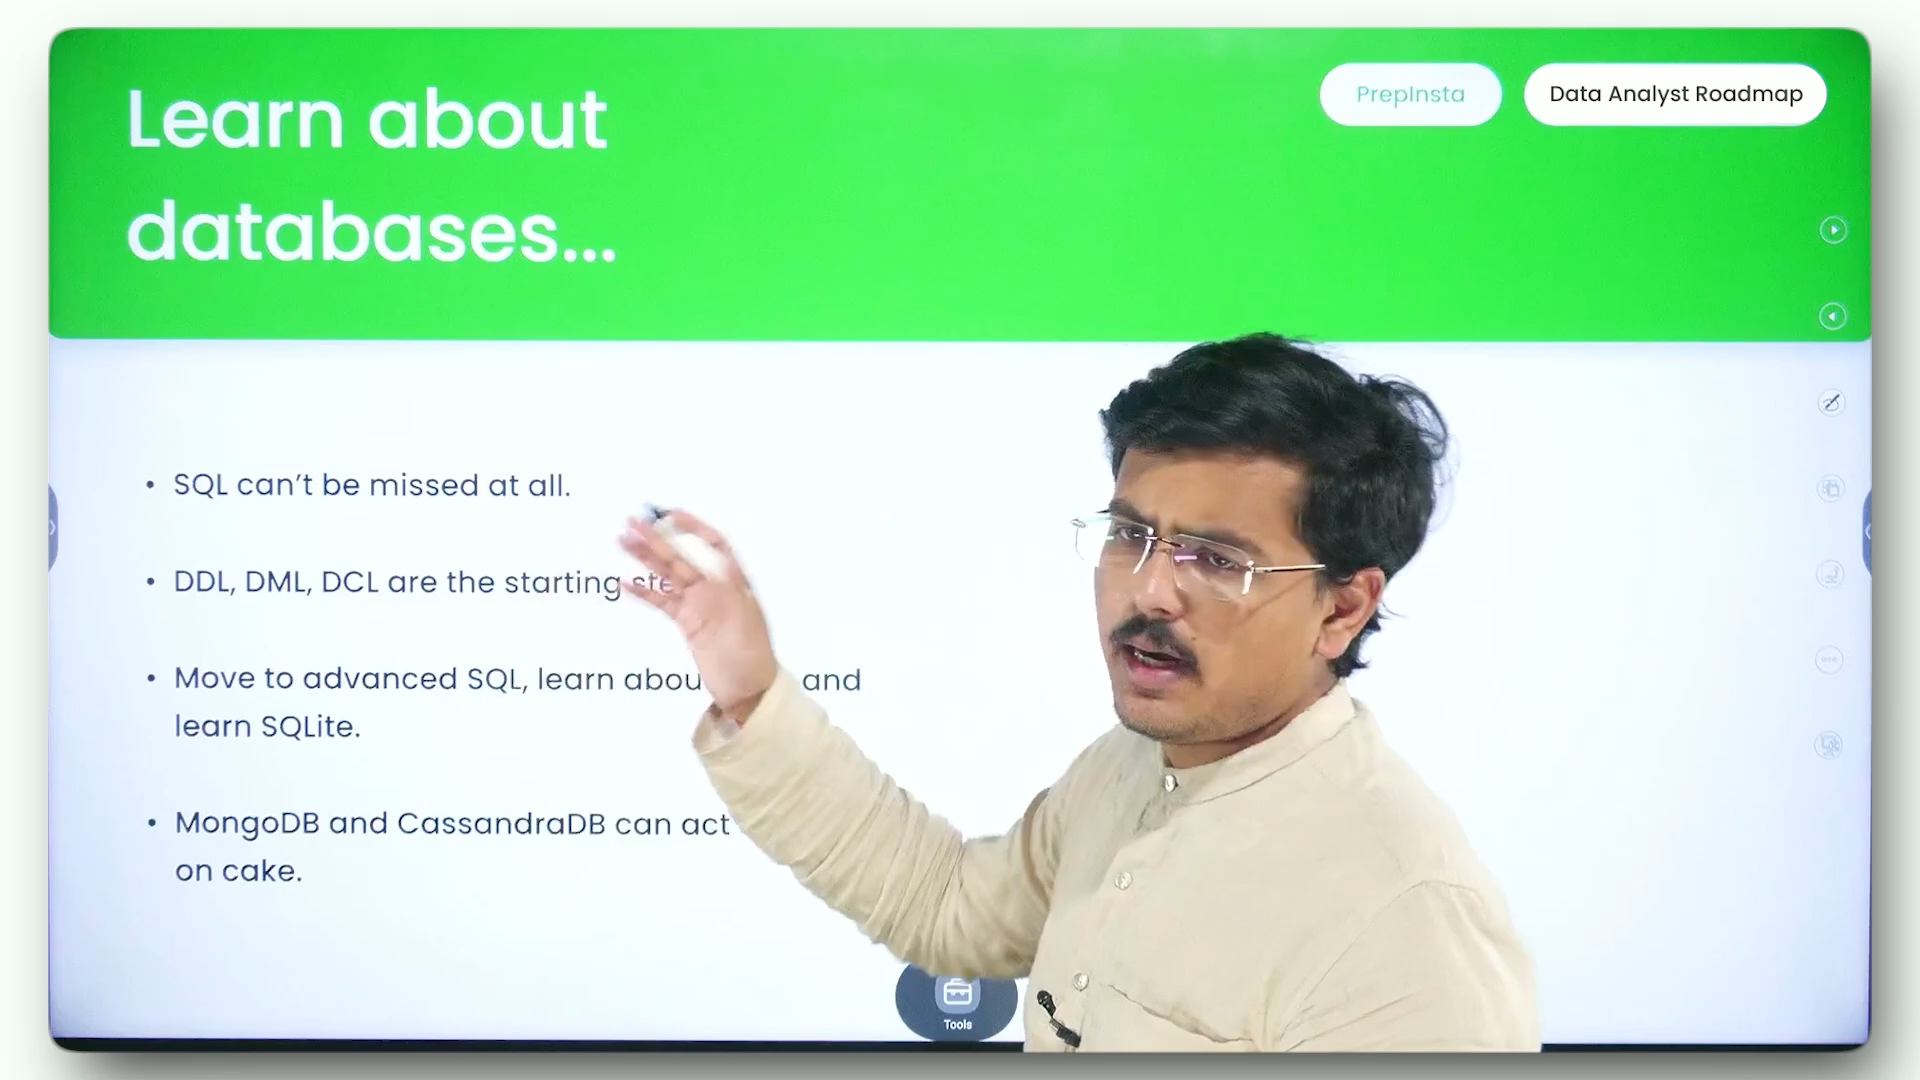 Learn about
databases...
PrepInsta
Data Analyst Roadmap
• SQL can't be missed at all.
• DDL, DML, DCL are the starting
• Move to advanced SQL, learn and
learn SQLite.
• MongoDB and CassandraDB can act
on cake.
Tools